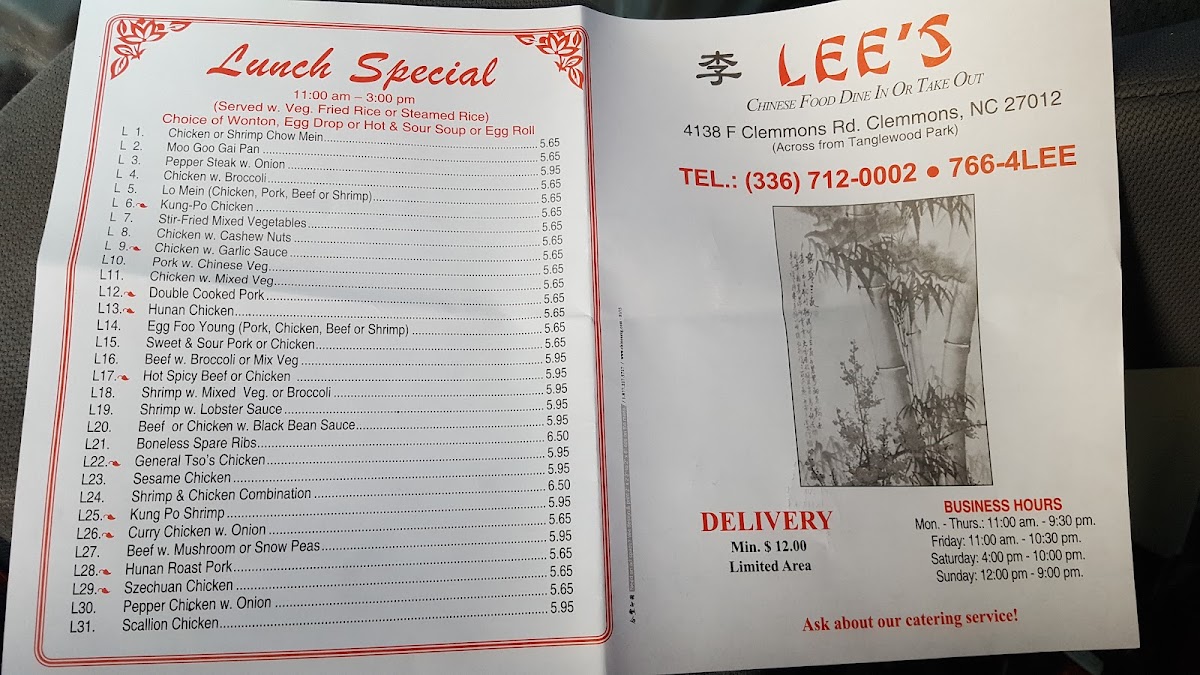 Lunch Special
11:00 am – 3:00 pm
(Served w. Veg. Fried Rice or Steamed Rice)
Choice of Wonton, Egg Drop or Hot & Sour Soup or Egg Roll
L 1. Chicken or Shrimp Chow Mein 5.65
L 2. Moo Goo Gai Pan 5.65
L 3. Pepper Steak w. Onion 5.95
L 4. Chicken w. Broccoli 5.65
L 5. Lo Mein (Chicken, Pork, Beef or Shrimp) 5.65
L 6. Kung-Po Chicken 5.65
L 7. Stir-Fried Mixed Vegetables 5.65
L 8. Chicken w. Cashew Nuts 5.65
L 9. Chicken w. Garlic Sauce 5.65
L10. Pork w. Chinese Veg. 5.65
L11. Chicken w. Mixed Veg. 5.65
L12. Double Cooked Pork 5.65
L13. Hunan Chicken 5.65
L14. Egg Foo Young (Pork, Chicken, Beef or Shrimp) 5.65
L15. Sweet & Sour Pork or Chicken 5.65
L16. Beef w. Broccoli or Mix Veg 5.95
L17. Hot Spicy Beef or Chicken 5.95
L18. Shrimp w. Mixed Veg. or Broccoli 5.95
L19. Shrimp w. Lobster Sauce 5.95
L20. Beef or Chicken w. Black Bean Sauce 5.95
L21. Boneless Spare Ribs 6.50
L22. General Tso's Chicken 5.95
L23. Sesame Chicken 5.95
L24. Shrimp & Chicken Combination 6.50
L25. Kung Po Shrimp 5.95
L26. Curry Chicken w. Onion 5.65
L27. Beef w. Mushroom or Snow Peas 5.95
L28. Hunan Roast Pork 5.65
L29. Szechuan Chicken 5.65
L30. Pepper Chicken w. Onion 5.65
L31. Scallion Chicken 5.95
李 LEE'S
CHINESE FOOD DINE IN OR TAKE OUT
4138 F Clemmons Rd. Clemmons, NC 27012
(Across from Tanglewood Park)
TEL.: (336) 712-0002 ● 766-4LEE
DELIVERY
Min. $ 12.00
Limited Area
BUSINESS HOURS
Mon. - Thurs.: 11:00 am. - 9:30 pm.
Friday: 11:00 am. - 10:30 pm.
Saturday: 4:00 pm - 10:00 pm.
Sunday: 12:00 pm - 9:00 pm.
Ask about our catering service!